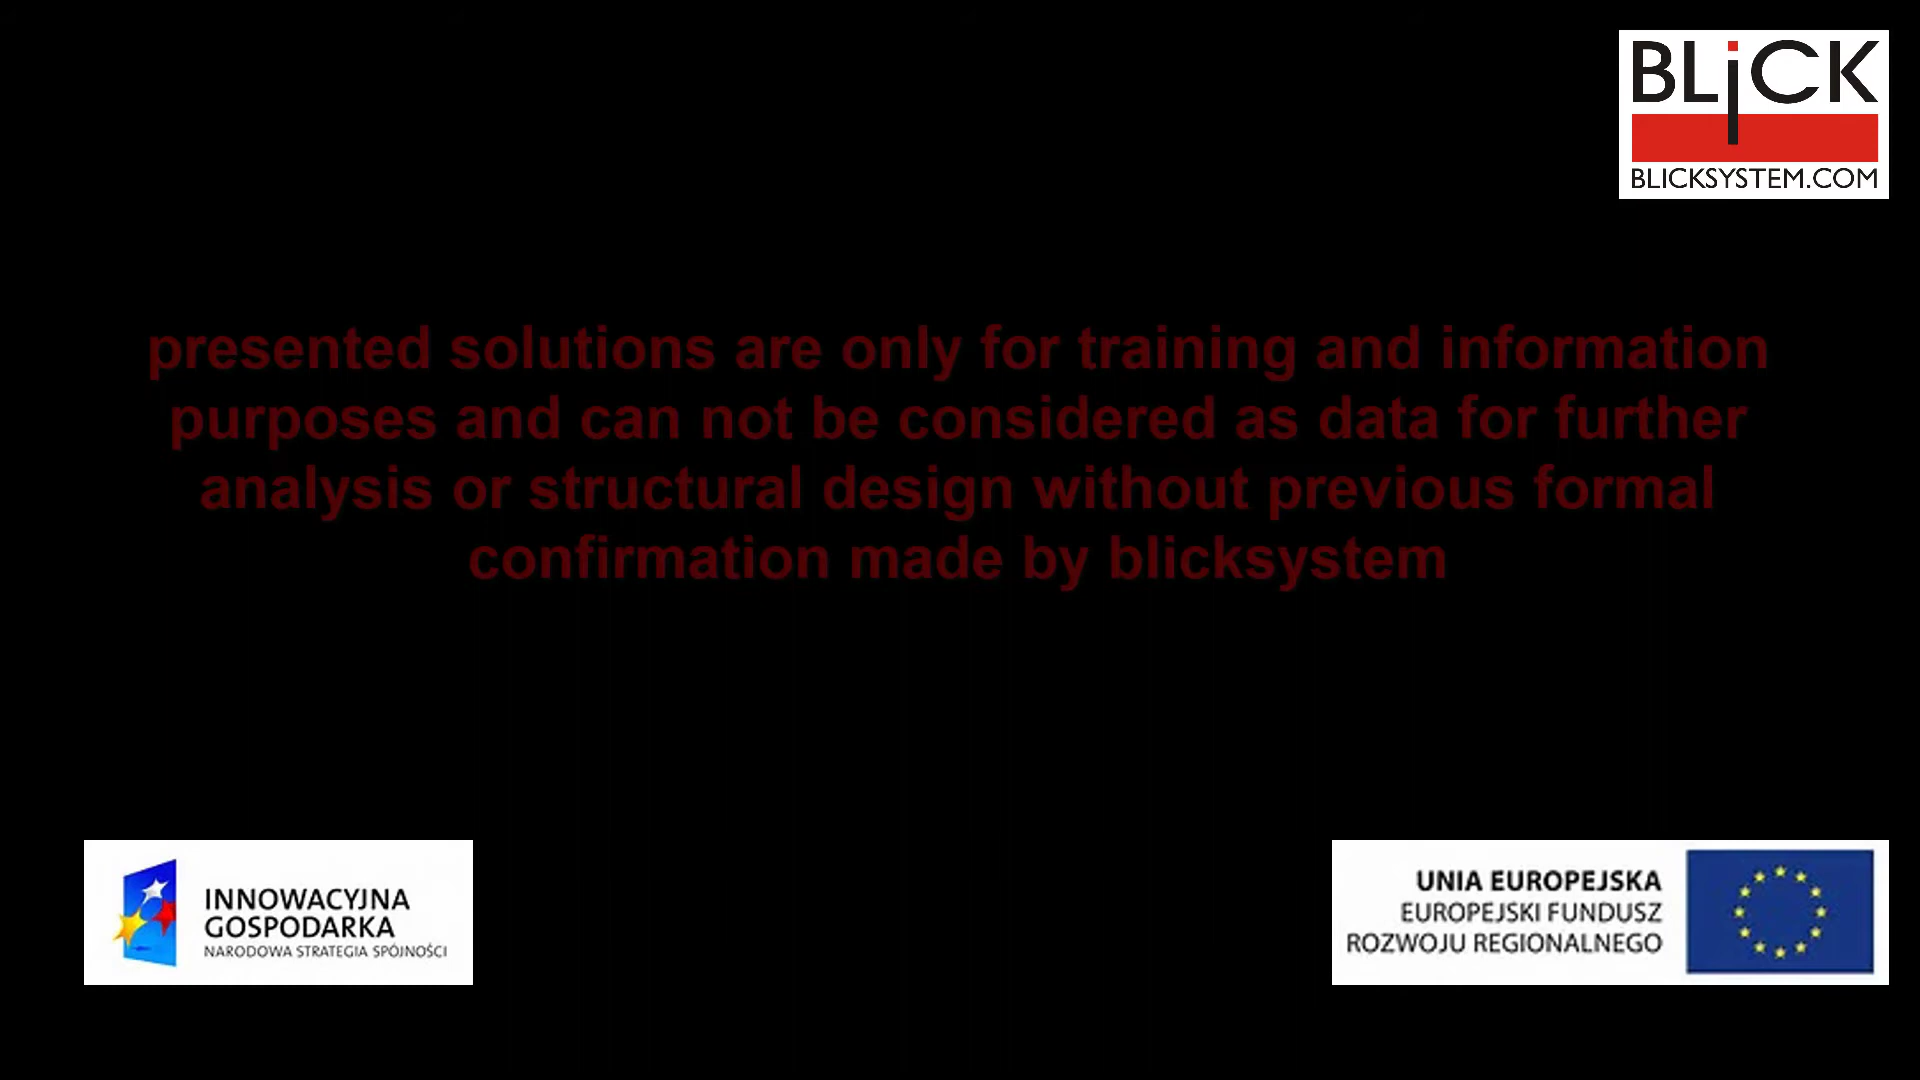 BLiCK
BLICKSYSTEM.COM
presented solutions are only for training and information
purposes and can not be considered as data for further
analysis or structural design without previous formal
confirmation made by blicksystem
INNOWACYJNA
GOSPODARKA
NARODOWA STRATEGIA SPÓJNOŚCI
UNIA EUROPEJSKA
EUROPEJSKI FUNDUSZ
ROZWOJU REGIONALNEGO